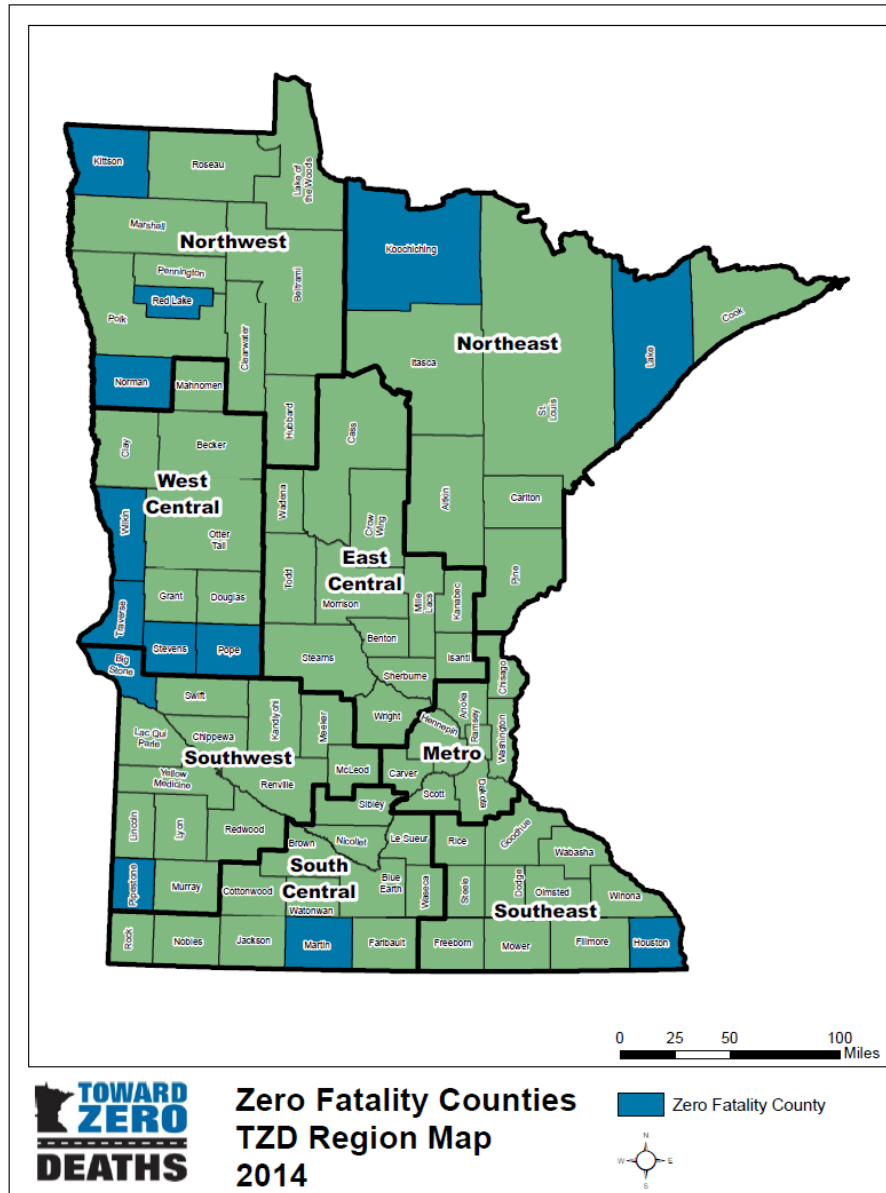 Kittson
Roseau
Lake of
the Woods
Marshall
Northwest
Koochiching
Pennington
Beltrami
Red Lake
Polk
Clearwater
Cook
Northeast
Itasca
Lake
Norman
Mahnomen
Hubbard
St.
Louis
Cass
Clay
Becker
West
Central
Wadena
Aitkin
Carlton
Wilkin
Otter
Tail
Crow
Wing
East
Central
Pine
Todd
Grant
Douglas
Morrison
Mille
Lacs
Kanabec
Traverse
Stevens
Pope
Benton
Isanti
Big
Stone
Stearns
Sherburne
Chisago
Swift
Kandiyohi
Meeker
Wright
Anoka
Hennepin
Ramsey
Washington
Lac Qui
Parle
Chippewa
Southwest
Metro
McLeod
Carver
Yellow
Medicine
Renville
Scott
Dakota
Sibley
Lincoln
Lyon
Redwood
Brown
Nicollet
Le Sueur
Rice
Goodhue
Wabasha
South
Central
Pipestone
Murray
Cottonwood
Watonwan
Blue
Earth
Waseca
Steele
Dodge
Olmsted
Winona
Southeast
Rock
Nobles
Jackson
Martin
Faribault
Freeborn
Mower
Fillmore
Houston
0 25 50 100
Miles
TOWARD
ZERO
DEATHS
Zero Fatality Counties
TZD Region Map
2014
Zero Fatality County
N
W E
S